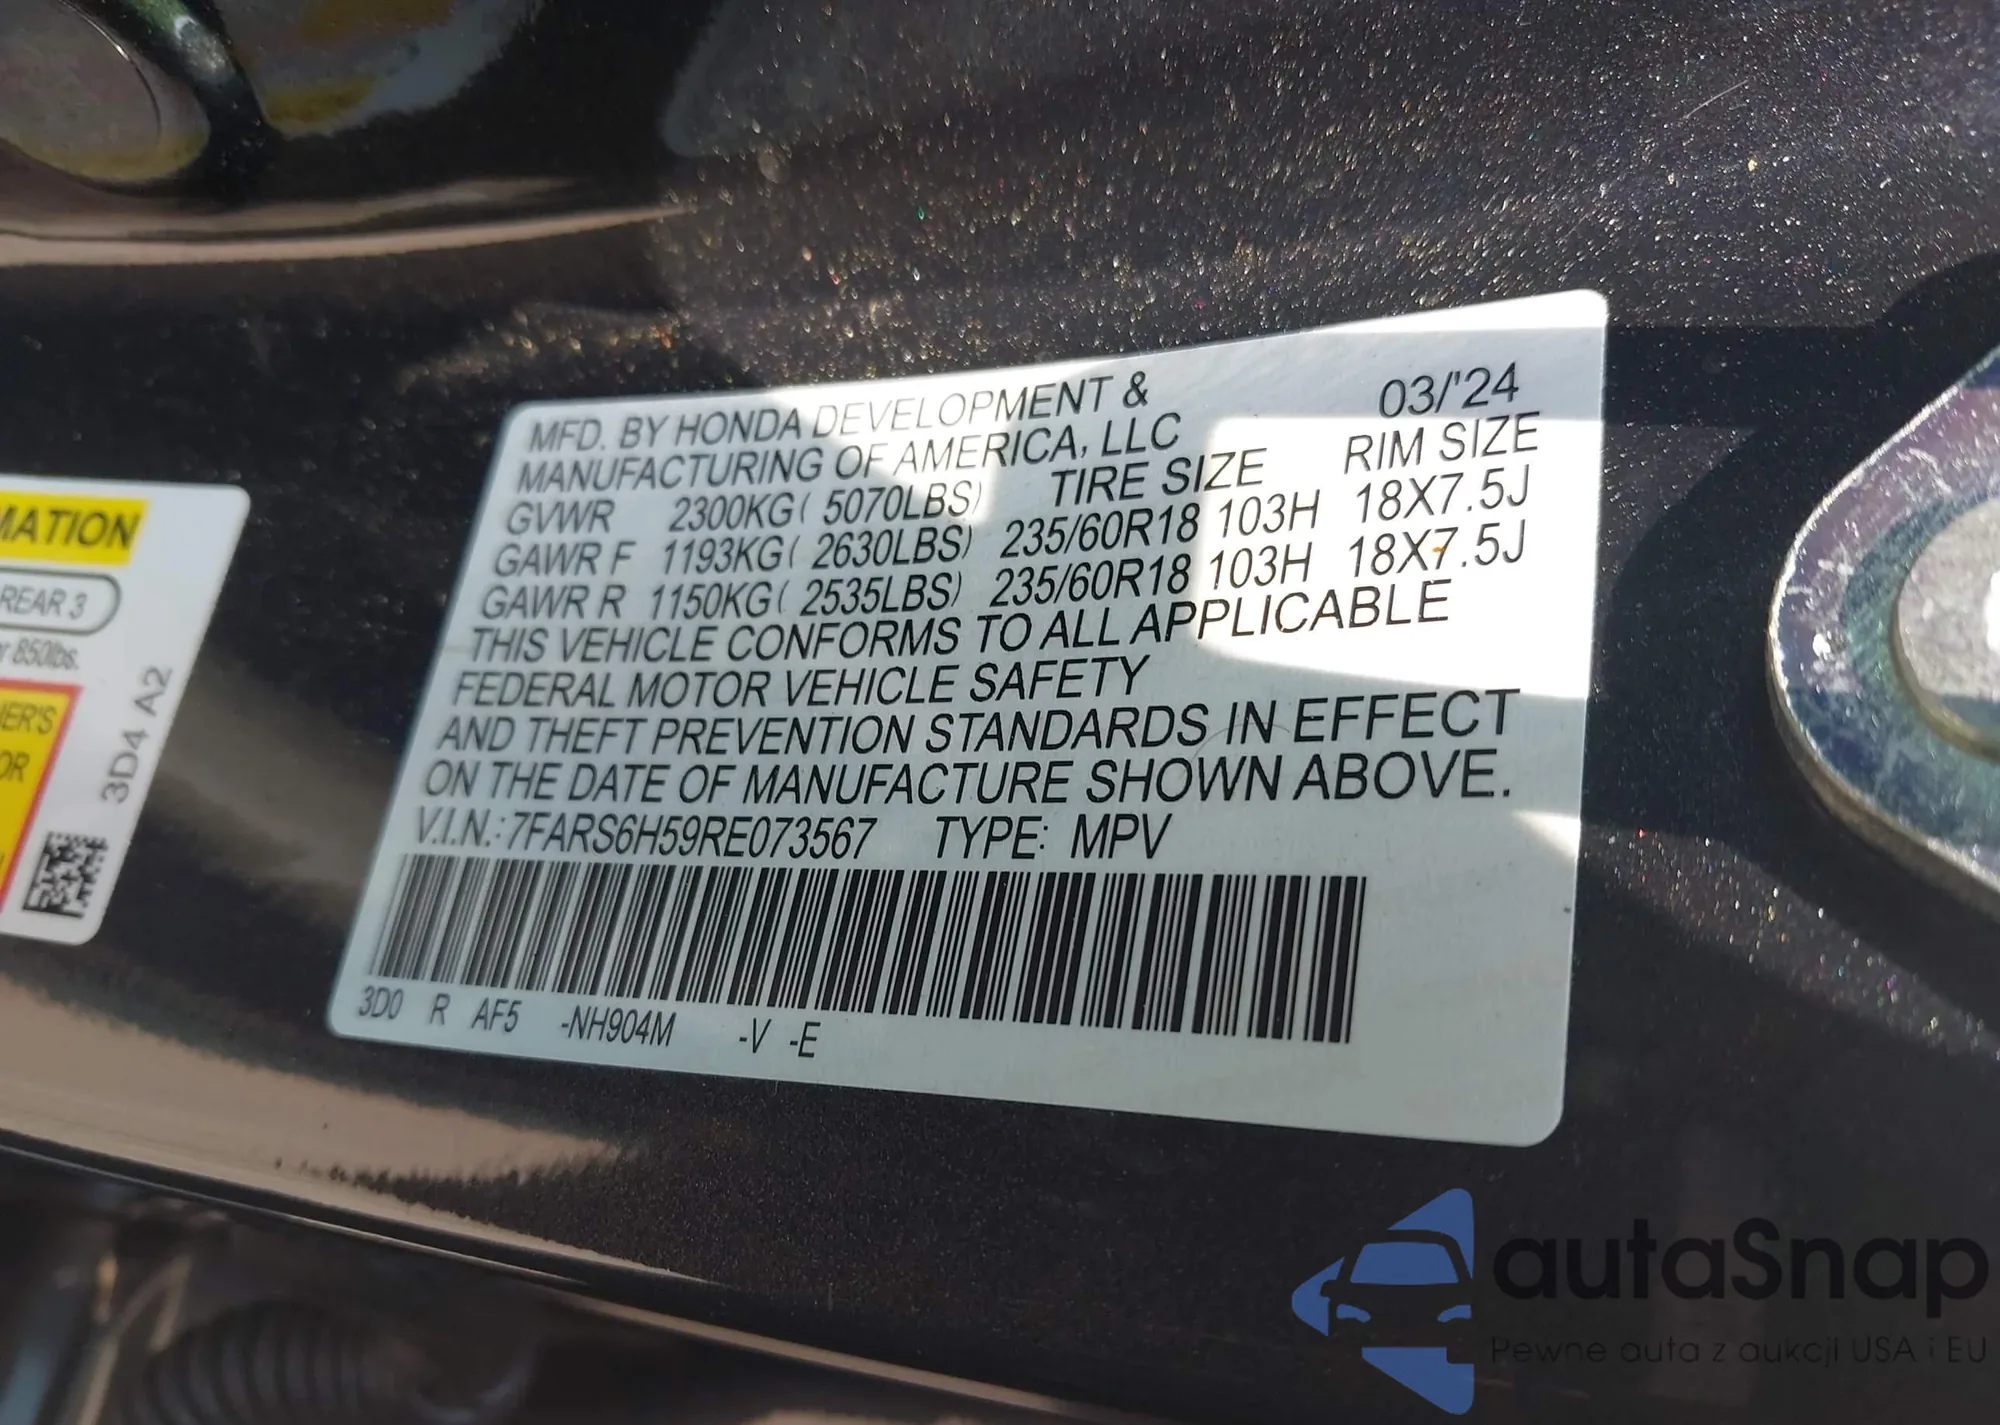 MFD. BY HONDA DEVELOPMENT & 03/'24
MANUFACTURING OF AMERICA, LLC
TIRE SIZE RIM SIZE
GVWR 2300KG( 5070LBS)
GAWR F 1193KG( 2630LBS) 235/60R18 103H 18X7.5J
GAWR R 1150KG( 2535LBS) 235/60R18 103H 18X7.5J
THIS VEHICLE CONFORMS TO ALL APPLICABLE
FEDERAL MOTOR VEHICLE SAFETY
AND THEFT PREVENTION STANDARDS IN EFFECT
ON THE DATE OF MANUFACTURE SHOWN ABOVE.
V.I.N.: 7FARS6H59RE073567 TYPE: MPV
3D0 R AF5 -NH904M -V -E
MATION
REAR 3
r 850lbs.
NER'S
OR
3D4 A2
autaSnap
Pewne auta z aukcji USA i EU